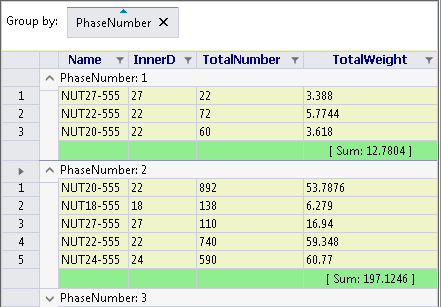 Group by: PhaseNumber ×
Name InnerD TotalNumber TotalWeight
PhaseNumber: 1
1 NUT27-555 27 22 3.388
2 NUT22-555 22 72 5.7744
3 NUT20-555 22 60 3.618
[ Sum: 12.7804 ]
PhaseNumber: 2
1 NUT20-555 22 892 53.7876
2 NUT18-555 18 138 6.279
3 NUT27-555 27 110 16.94
4 NUT22-555 22 740 59.348
5 NUT24-555 24 590 60.77
[ Sum: 197.1246 ]
PhaseNumber: 3